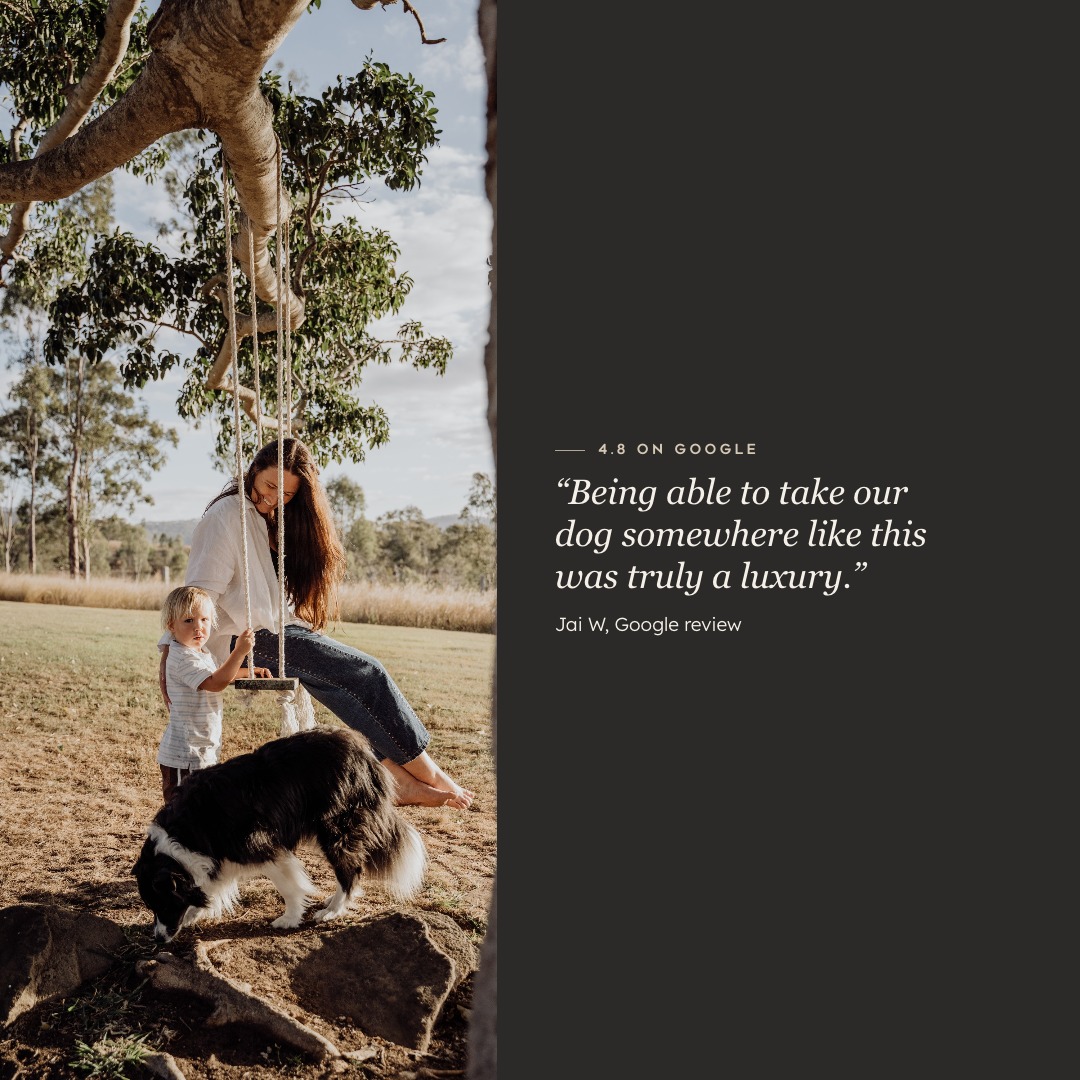 4.8 ON GOOGLE
“Being able to take our
dog somewhere like this
was truly a luxury.”
Jai W, Google review